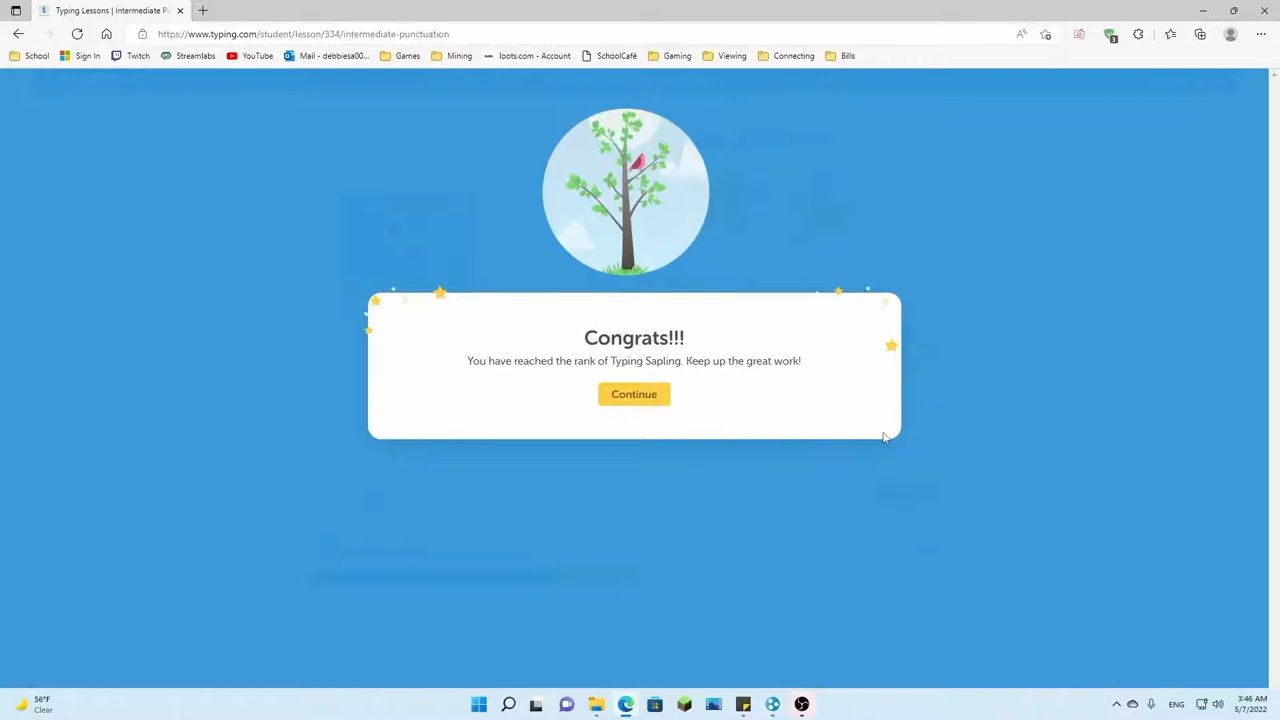 Typing Lessons | Intermediate Pu
https://www.typing.com/student/lesson/334/intermediate-punctuation
School Sign In Twitch Streamlabs YouTube Mail - debbiesa00... Games Mining loots.com - Account SchoolCafé Gaming Viewing Connecting Bills
Congrats!!!
You have reached the rank of Typing Sapling. Keep up the great work!
Continue
56°F
Clear
ENG
3:46 AM
5/7/2022